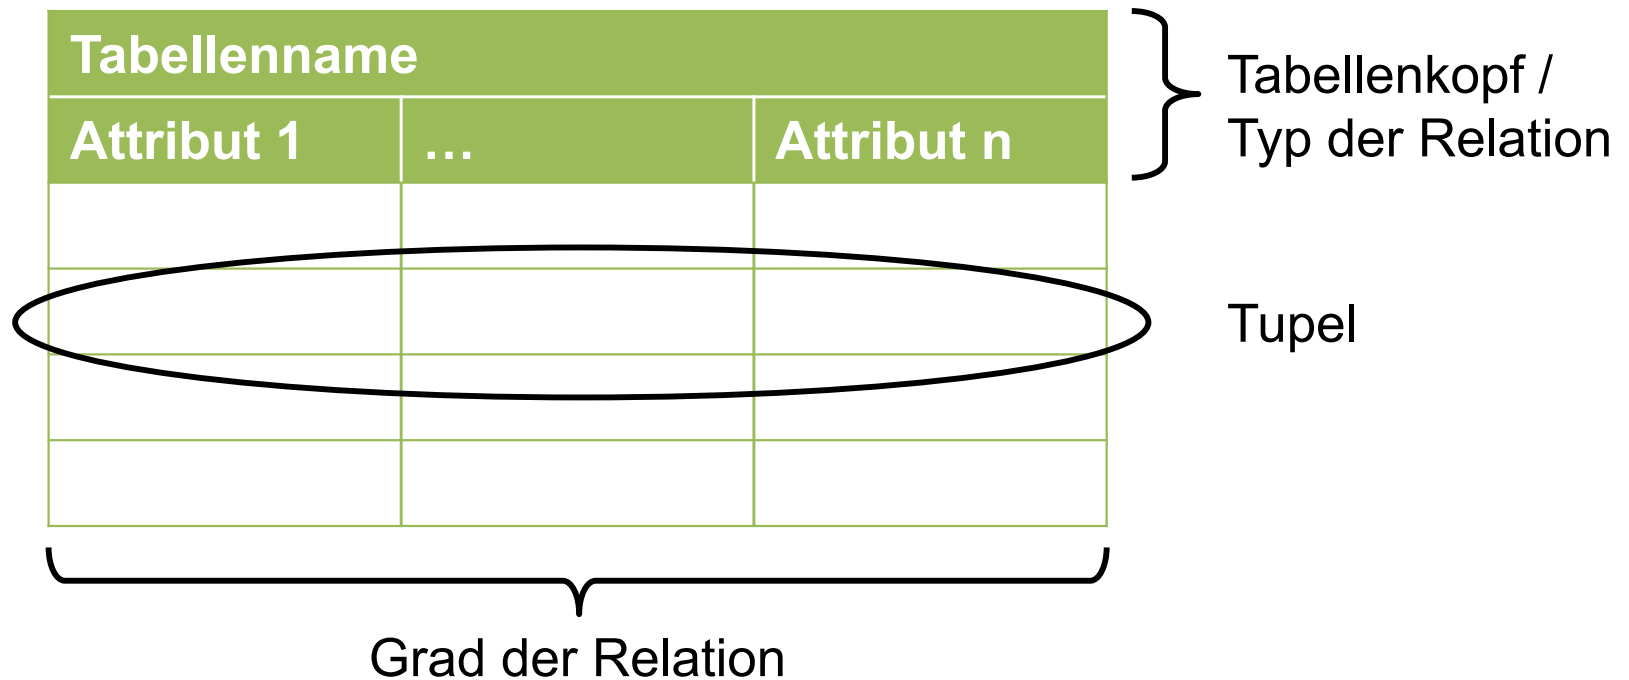 Tabellenname
Attribut 1 … Attribut n
Tabellenkopf /
Typ der Relation
Tupel
Grad der Relation